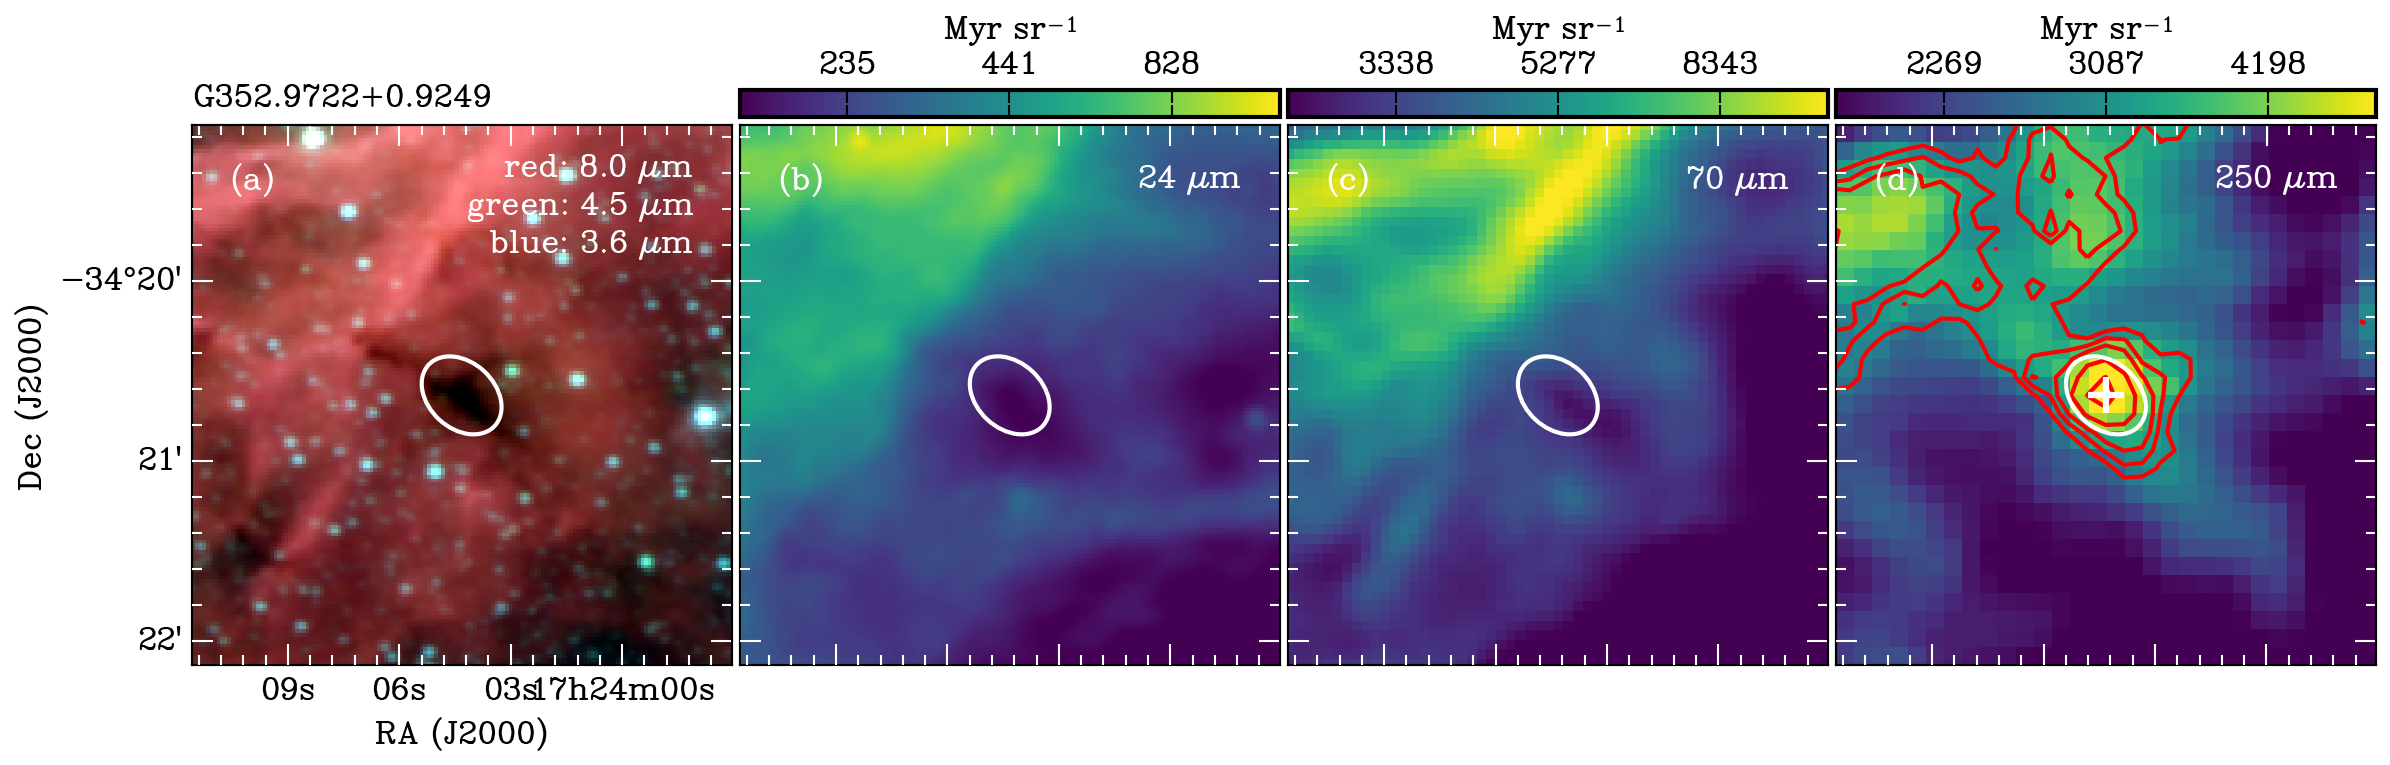 Myr sr⁻¹ Myr sr⁻¹ Myr sr⁻¹
235 441 828 3338 5277 8343 2269 3087 4198
G352.9722+0.9249
(a) red: 8.0 μm
green: 4.5 μm
blue: 3.6 μm
(b) 24 μm
(c) 70 μm
(d) 250 μm
Dec (J2000)
−34°20'
21'
22'
09s 06s 03s 17h24m00s
RA (J2000)